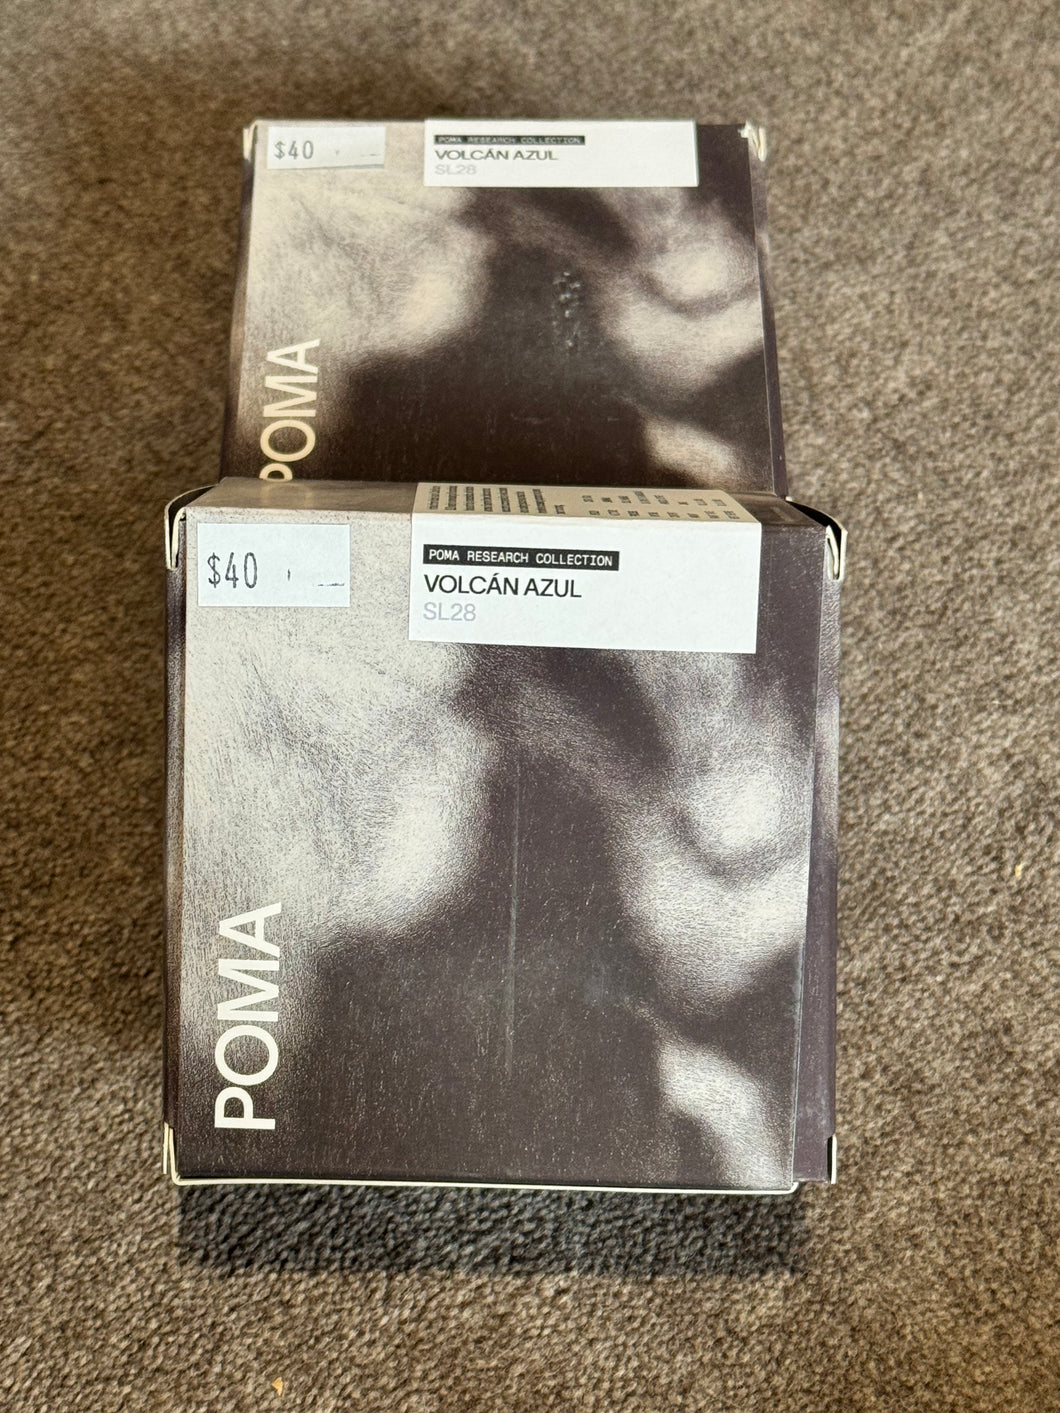 $40
POMA RESEARCH COLLECTION
VOLCÁN AZUL
SL28
POMA
$40
POMA RESEARCH COLLECTION
VOLCÁN AZUL
SL28
POMA